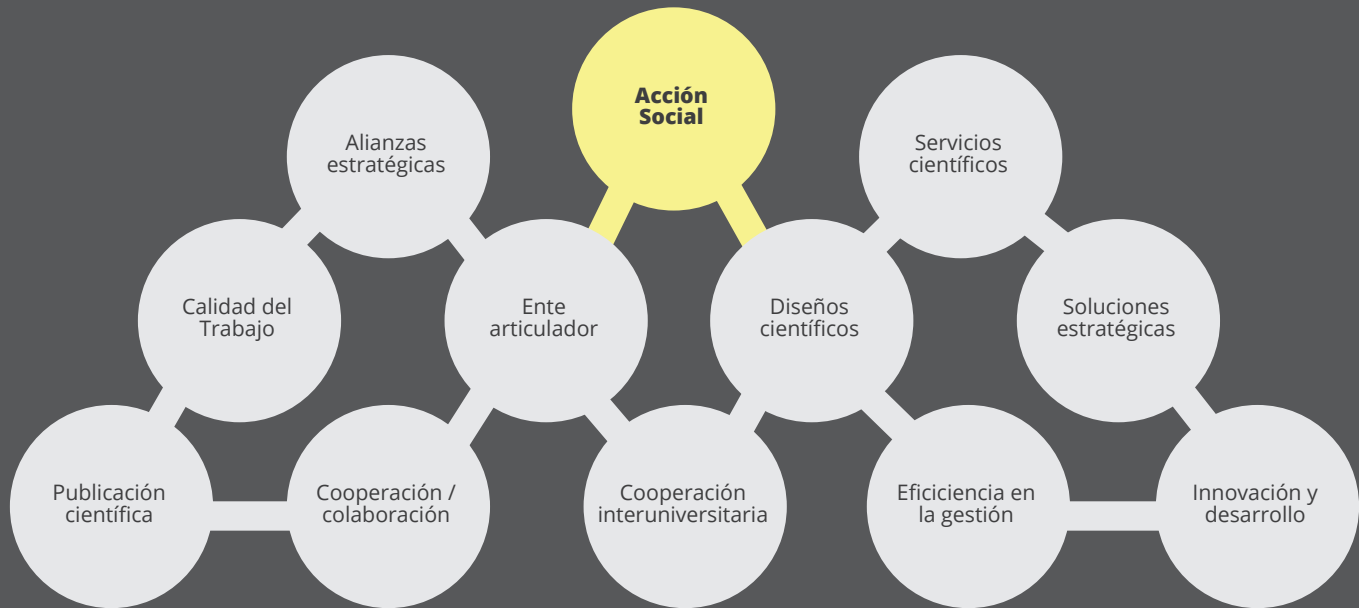 Acción
Social
Alianzas
estratégicas
Servicios
científicos
Calidad del
Trabajo
Ente
articulador
Diseños
científicos
Soluciones
estratégicas
Publicación
científica
Cooperación /
colaboración
Cooperación
interuniversitaria
Eficiciencia en
la gestión
Innovación y
desarrollo